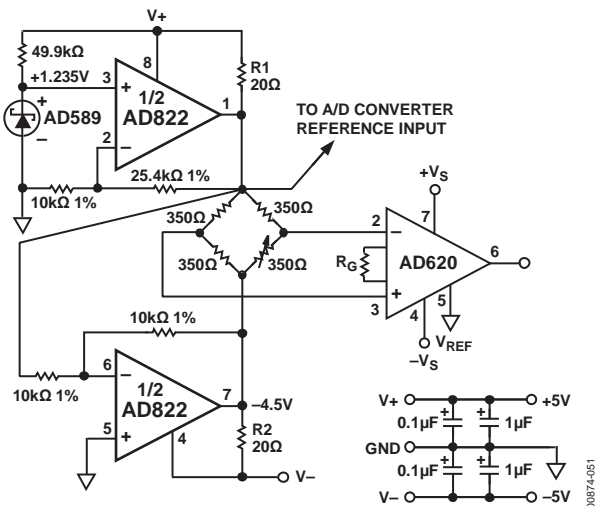 V+
49.9kΩ
+1.235V
3
8
R1
20Ω
+
+
1/2
AD822
1
AD589
–
2
–
TO A/D CONVERTER
REFERENCE INPUT
25.4kΩ 1%
10kΩ 1%
+VS
350Ω
350Ω
2
–
7
350Ω
350Ω
RG
AD620
6
3
+
4
5
VREF
–VS
10kΩ 1%
10kΩ 1%
6
–
1/2
AD822
7
–4.5V
5
+
4
R2
20Ω
V–
V+
+5V
0.1µF
+
+
1µF
GND
0.1µF
+
+
1µF
V–
–5V
00874-051